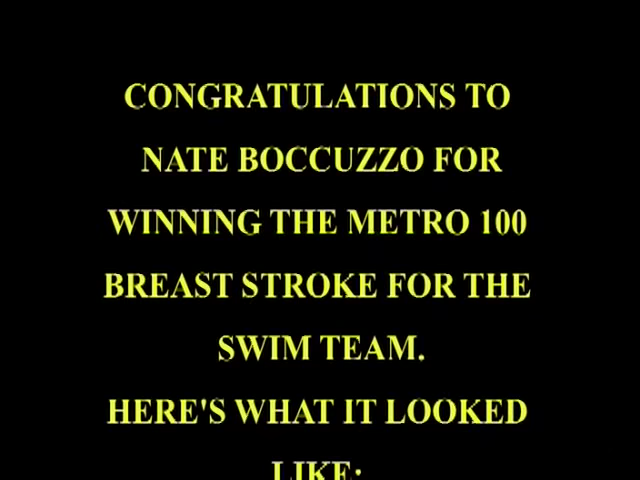 CONGRATULATIONS TO
NATE BOCCUZZO FOR
WINNING THE METRO 100
BREAST STROKE FOR THE
SWIM TEAM.
HERE'S WHAT IT LOOKED
LIKE: